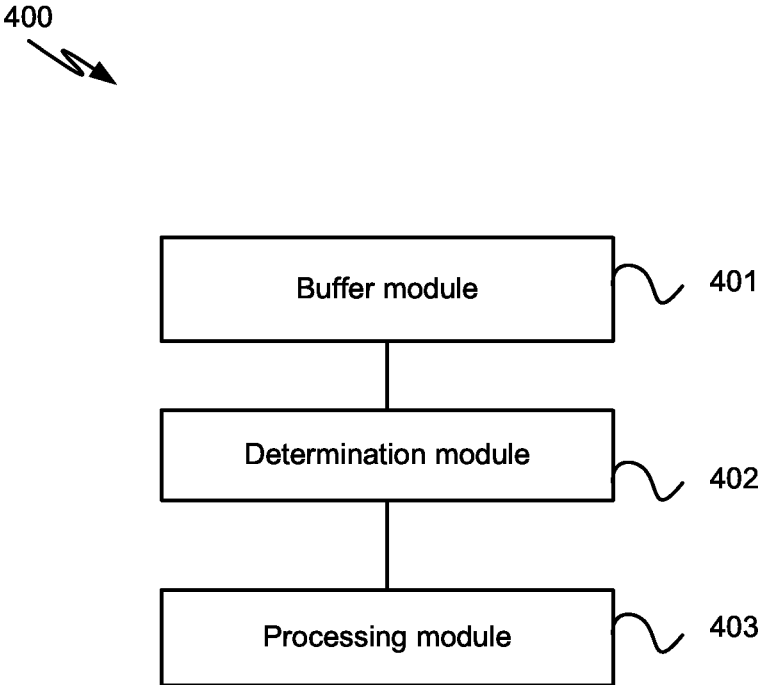 400
Buffer module
401
Determination module
402
Processing module
403